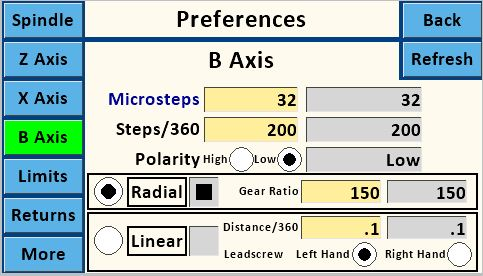 Spindle
Preferences
Back
Z Axis
B Axis
Refresh
X Axis
Microsteps 32 32
B Axis
Steps/360 200 200
Polarity High Low Low
Limits
Radial Gear Ratio 150 150
Returns
Distance/360 .1 .1
Linear
More
Leadscrew Left Hand Right Hand